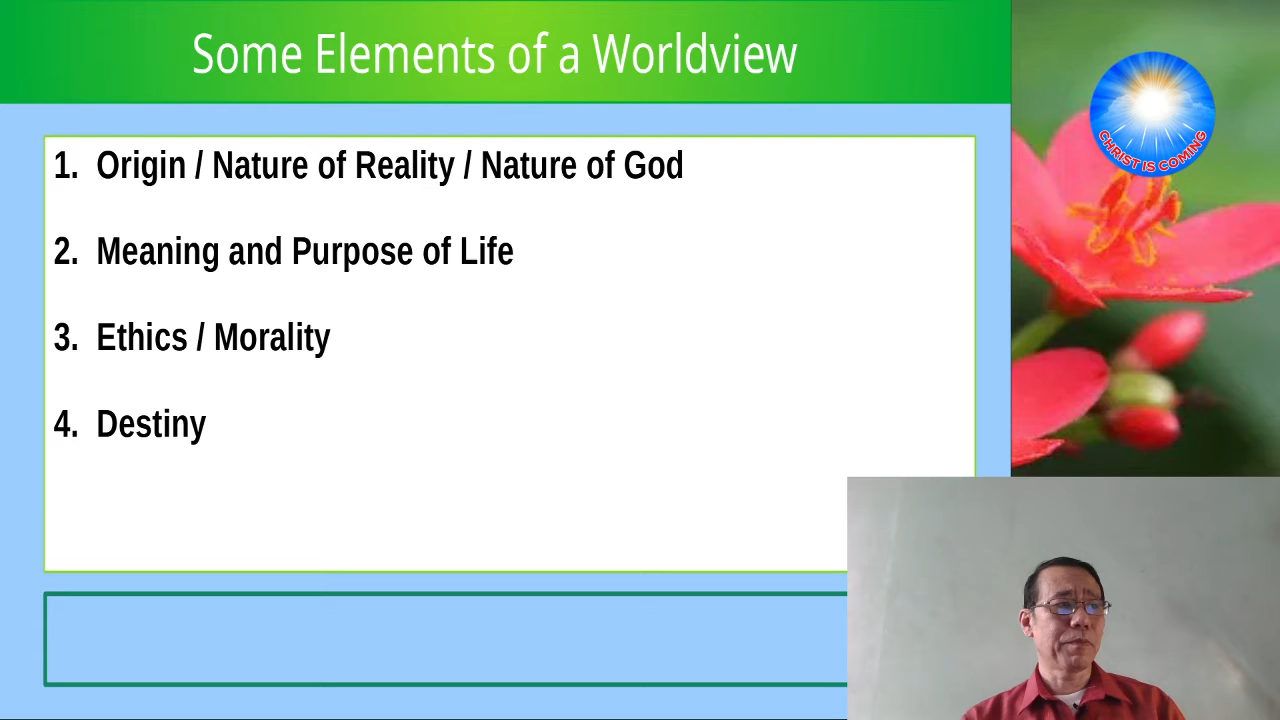 Some Elements of a Worldview
CHRIST IS COMING
1. Origin / Nature of Reality / Nature of God
2. Meaning and Purpose of Life
3. Ethics / Morality
4. Destiny